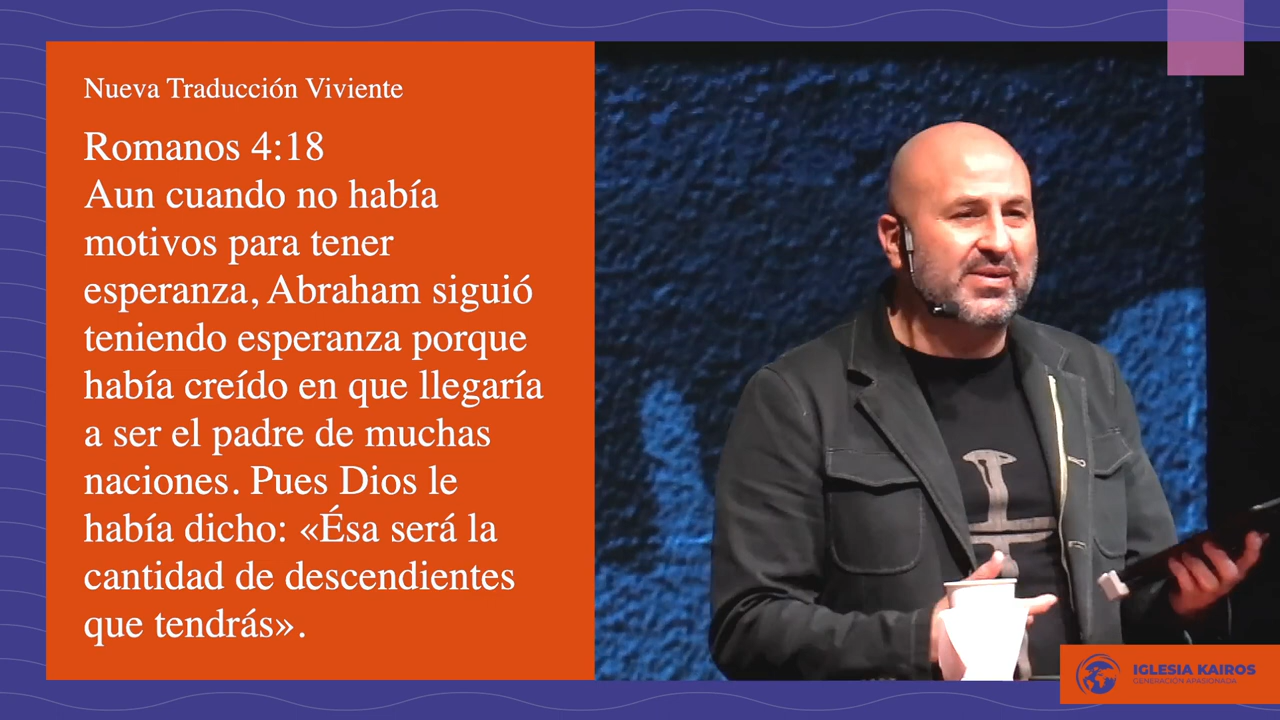 Nueva Traducción Viviente
Romanos 4:18
Aun cuando no había
motivos para tener
esperanza, Abraham siguió
teniendo esperanza porque
había creído en que llegaría
a ser el padre de muchas
naciones. Pues Dios le
había dicho: «Ésa será la
cantidad de descendientes
que tendrás».
IGLESIA KAIROS
GENERACIÓN APASIONADA